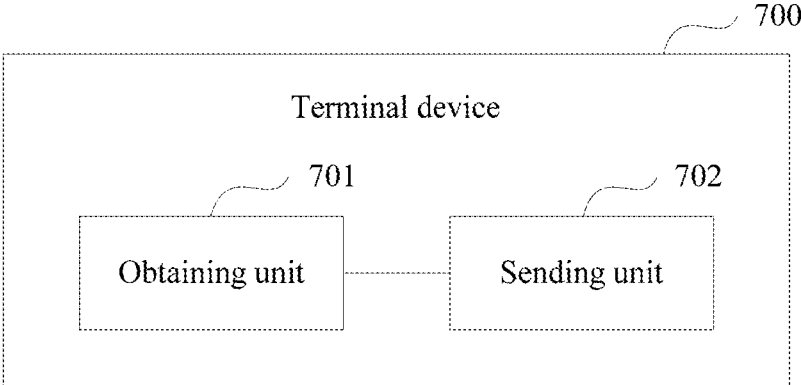 700
Terminal device
701
702
Obtaining unit
Sending unit